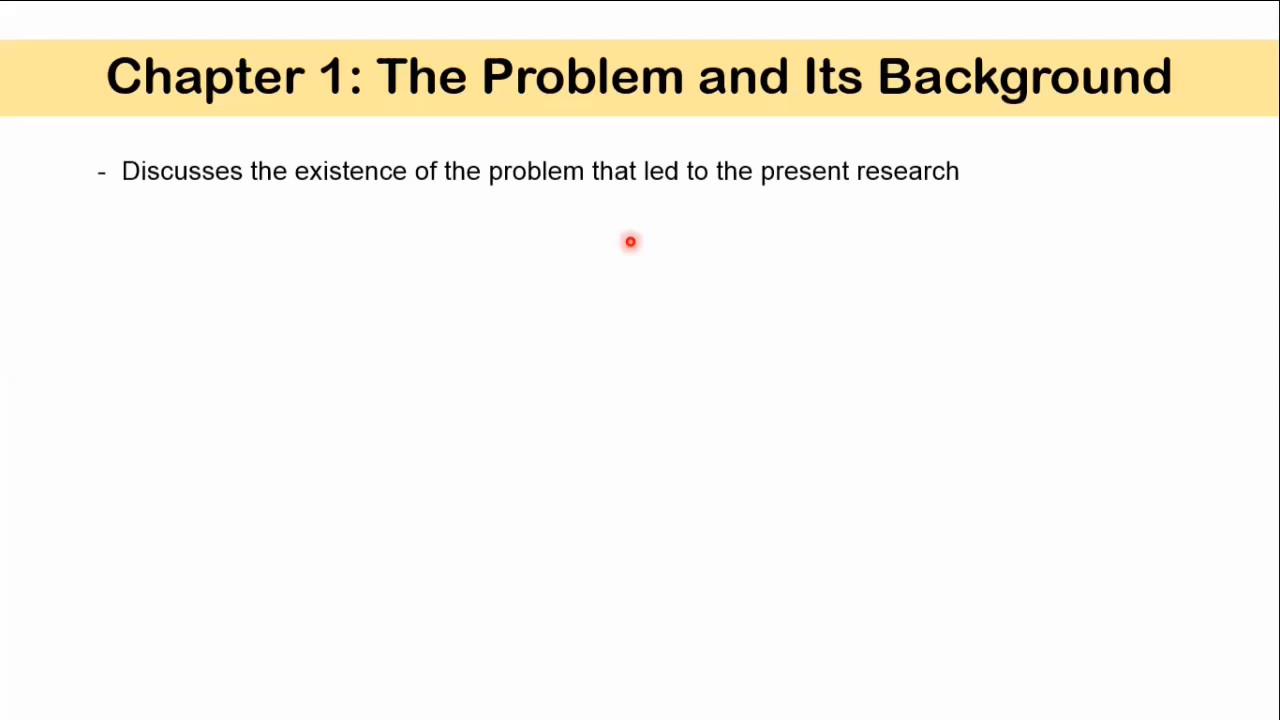 Chapter 1: The Problem and Its Background
- Discusses the existence of the problem that led to the present research